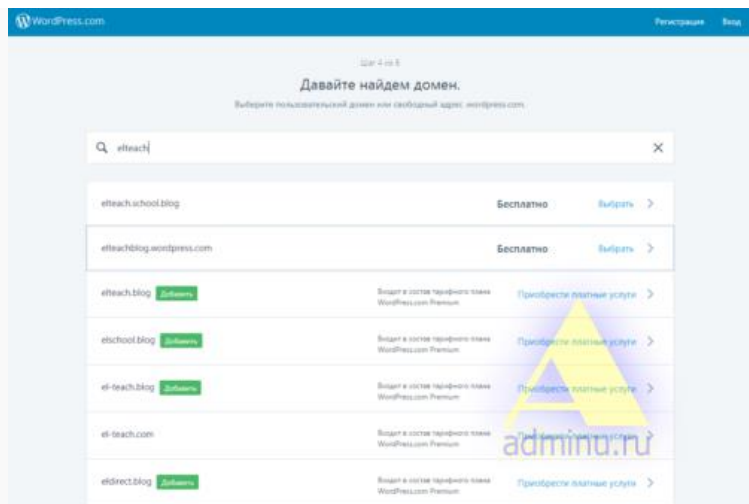 WordPress.com
Регистрация Вход
Давайте найдем домен.
Выберите пользовательский домен или свободный адрес .wordpress.com.
elteach
elteach.school.blog Бесплатно Выбрать
elteachblog.wordpress.com Бесплатно Выбрать
elteach.blog Добавить Входит в состав тарифного плана Приобрести платные услуги
WordPress.com Premium
elschool.blog Добавить Входит в состав тарифного плана Приобрести платные услуги
WordPress.com Premium
el-teach.blog Добавить Входит в состав тарифного плана Приобрести платные услуги
WordPress.com Premium
el-teach.com Входит в состав тарифного плана Приобрести платные услуги
WordPress.com Premium
adminu.ru
eldirect.blog Добавить Входит в состав тарифного плана Приобрести платные услуги
WordPress.com Premium